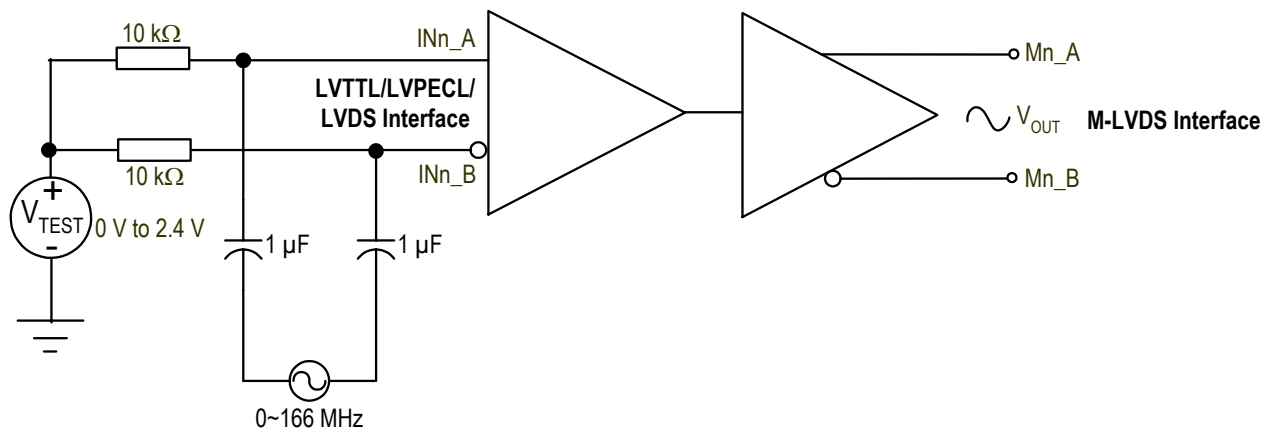 10 kΩ
INn_A
Mn_A
LVTTL/LVPECL/
LVDS Interface
V_OUT
M-LVDS Interface
10 kΩ
INn_B
Mn_B
+
V_TEST
-
0 V to 2.4 V
1 µF
1 µF
0~166 MHz